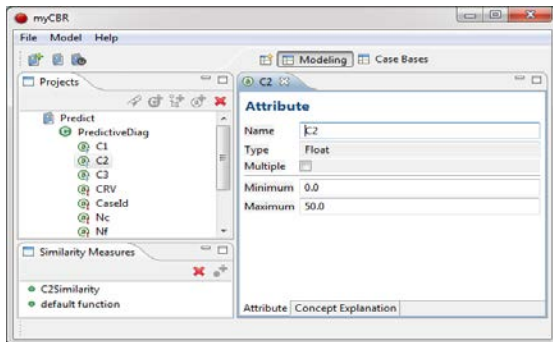 myCBR
File Model Help
Modeling Case Bases
Projects
Predict
PredictiveDiag
C1
C2
C3
CRV
CaseId
Nc
Nf
Similarity Measures
C2Similarity
default function
C2
Attribute
Name C2
Type Float
Multiple
Minimum 0.0
Maximum 50.0
Attribute Concept Explanation